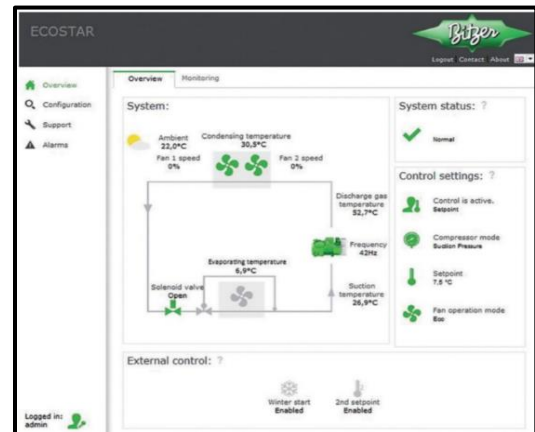 ECOSTAR
Bitzer
Logout Contact About
Overview
Configuration
Support
Alarms
Overview Monitoring
System:
Ambient
22,0°C
Condensing temperature
30,5°C
Fan 1 speed
0%
Fan 2 speed
0%
Discharge gas
temperature
52,7°C
Frequency
42Hz
Evaporating temperature
6,9°C
Solenoid valve
Open
Suction
temperature
26,9°C
System status: ?
Normal
Control settings: ?
Control is active.
Setpoint
Compressor mode
Suction Pressure
Setpoint
7,5 °C
Fan operation mode
Eco
External control: ?
Winter start
Enabled
2nd setpoint
Enabled
Logged in:
admin